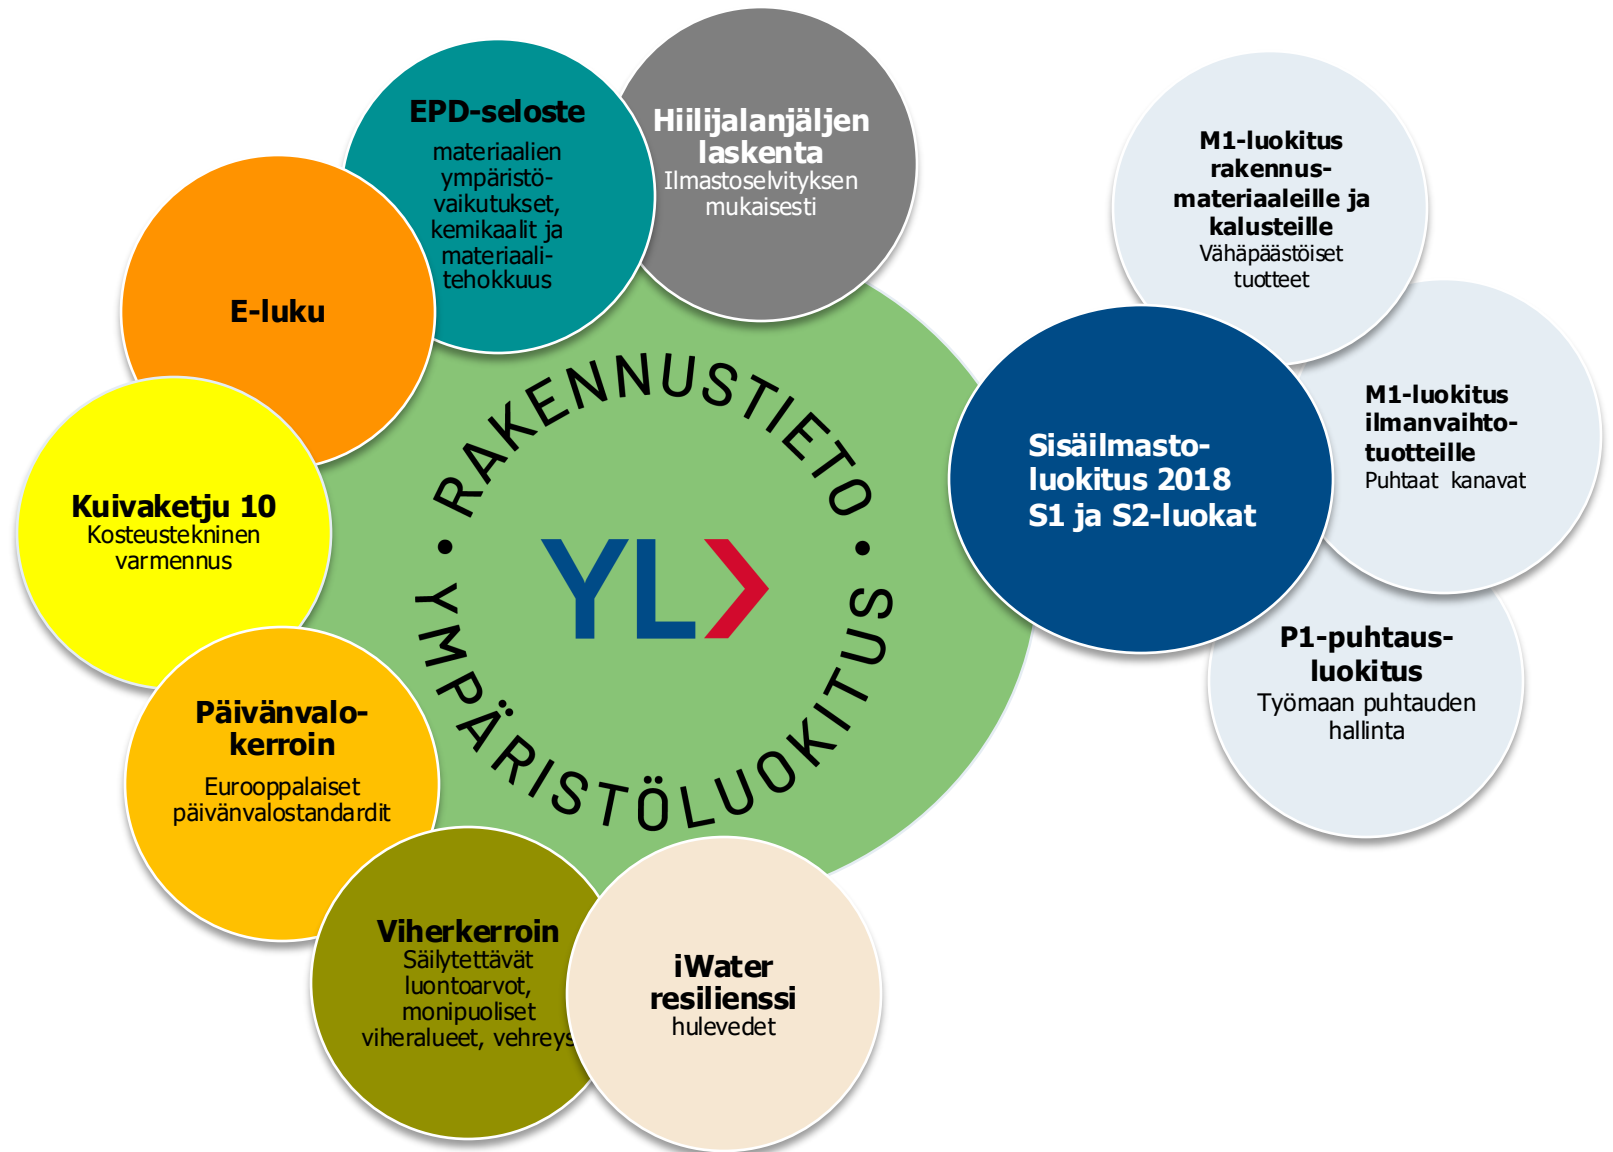 EPD-seloste
materiaalien
ympäristö-
vaikutukset,
kemikaalit ja
materiaali-
tehokkuus
Hiilijalanjäljen
laskenta
Ilmastoselvityksen
mukaisesti
M1-luokitus
rakennus-
materiaaleille ja
kalusteille
Vähäpäästöiset
tuotteet
E-luku
M1-luokitus
ilmanvaihto-
tuotteille
Puhtaat kanavat
Sisäilmasto-
luokitus 2018
S1 ja S2-luokat
Kuivaketju 10
Kosteustekninen
varmennus
• RAKENNUSTIETO •
YMPÄRISTÖLUOKITUS
YL
P1-puhtaus-
luokitus
Työmaan puhtauden
hallinta
Päivänvalo-
kerroin
Eurooppalaiset
päivänvalostandardit
Viherkerroin
Säilytettävät
luontoarvot,
monipuoliset
viheralueet, vehreys
iWater
resilienssi
hulevedet